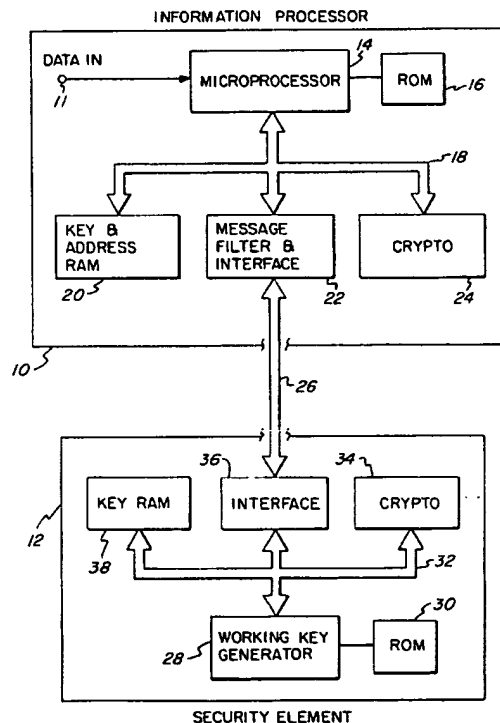 INFORMATION PROCESSOR
DATA IN
11
14
MICROPROCESSOR
ROM
16
18
KEY &
ADDRESS
RAM
20
MESSAGE
FILTER &
INTERFACE
22
CRYPTO
24
10
26
12
KEY RAM
38
36
INTERFACE
34
CRYPTO
32
28
WORKING KEY
GENERATOR
30
ROM
SECURITY ELEMENT